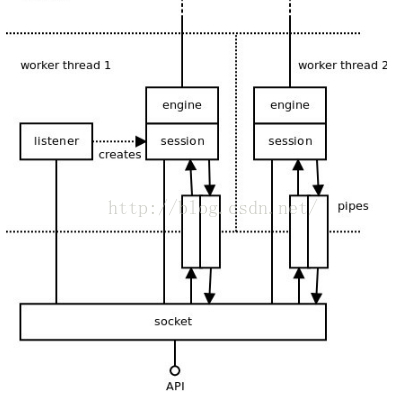 worker thread 1
worker thread 2
engine
engine
listener
session
session
creates
http://blog.csdn.net/
pipes
socket
API